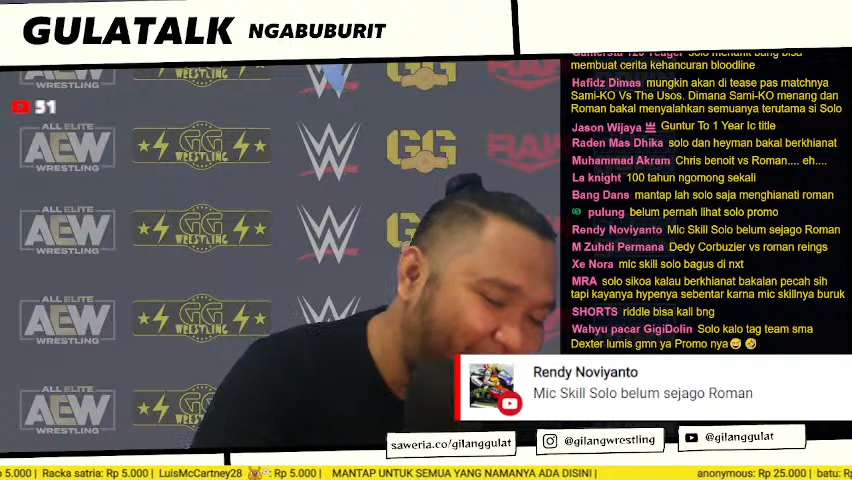 GULATALK NGABUBURIT
51
membuat cerita kehancuran bloodline
Hafidz Dimas mungkin akan di tease pas matchnya
Sami-KO Vs The Usos. Dimana Sami-KO menang dan
Roman bakal menyalahkan semuanya terutama si Solo
Jason Wijaya Guntur To 1 Year Ic title
Raden Mas Dhika solo dan heyman bakal berkhianat
Muhammad Akram Chris benoit vs Roman.... eh....
La knight 100 tahun ngomong sekali
Bang Dans mantap lah solo saja menghianati roman
pulung belum pernah lihat solo promo
Rendy Noviyanto Mic Skill Solo belum sejago Roman
M Zuhdi Permana Dedy Corbuzier vs roman reings
Xe Nora mic skill solo bagus di nxt
MRA solo sikoa kalau berkhianat bakalan pecah sih
tapi kayanya hypenya sebentar karna mic skillnya buruk
SHORTS riddle bisa kali bng
Wahyu pacar GigiDolin Solo kalo tag team sma
Dexter lumis gmn ya Promo nya😅🤣
Rendy Noviyanto
Mic Skill Solo belum sejago Roman
ALL ELITE
AEW
WRESTLING
GG
WRESTLING
W
GG
RAW
saweria.co/gilanggulat
@gilangwrestling
@gilanggulat
5.000 | Racka satria: Rp 5.000 | LuisMcCartney28 : Rp 5.000 | MANTAP UNTUK SEMUA YANG NAMANYA ADA DISINI | anonymous: Rp 25.000 | batu: